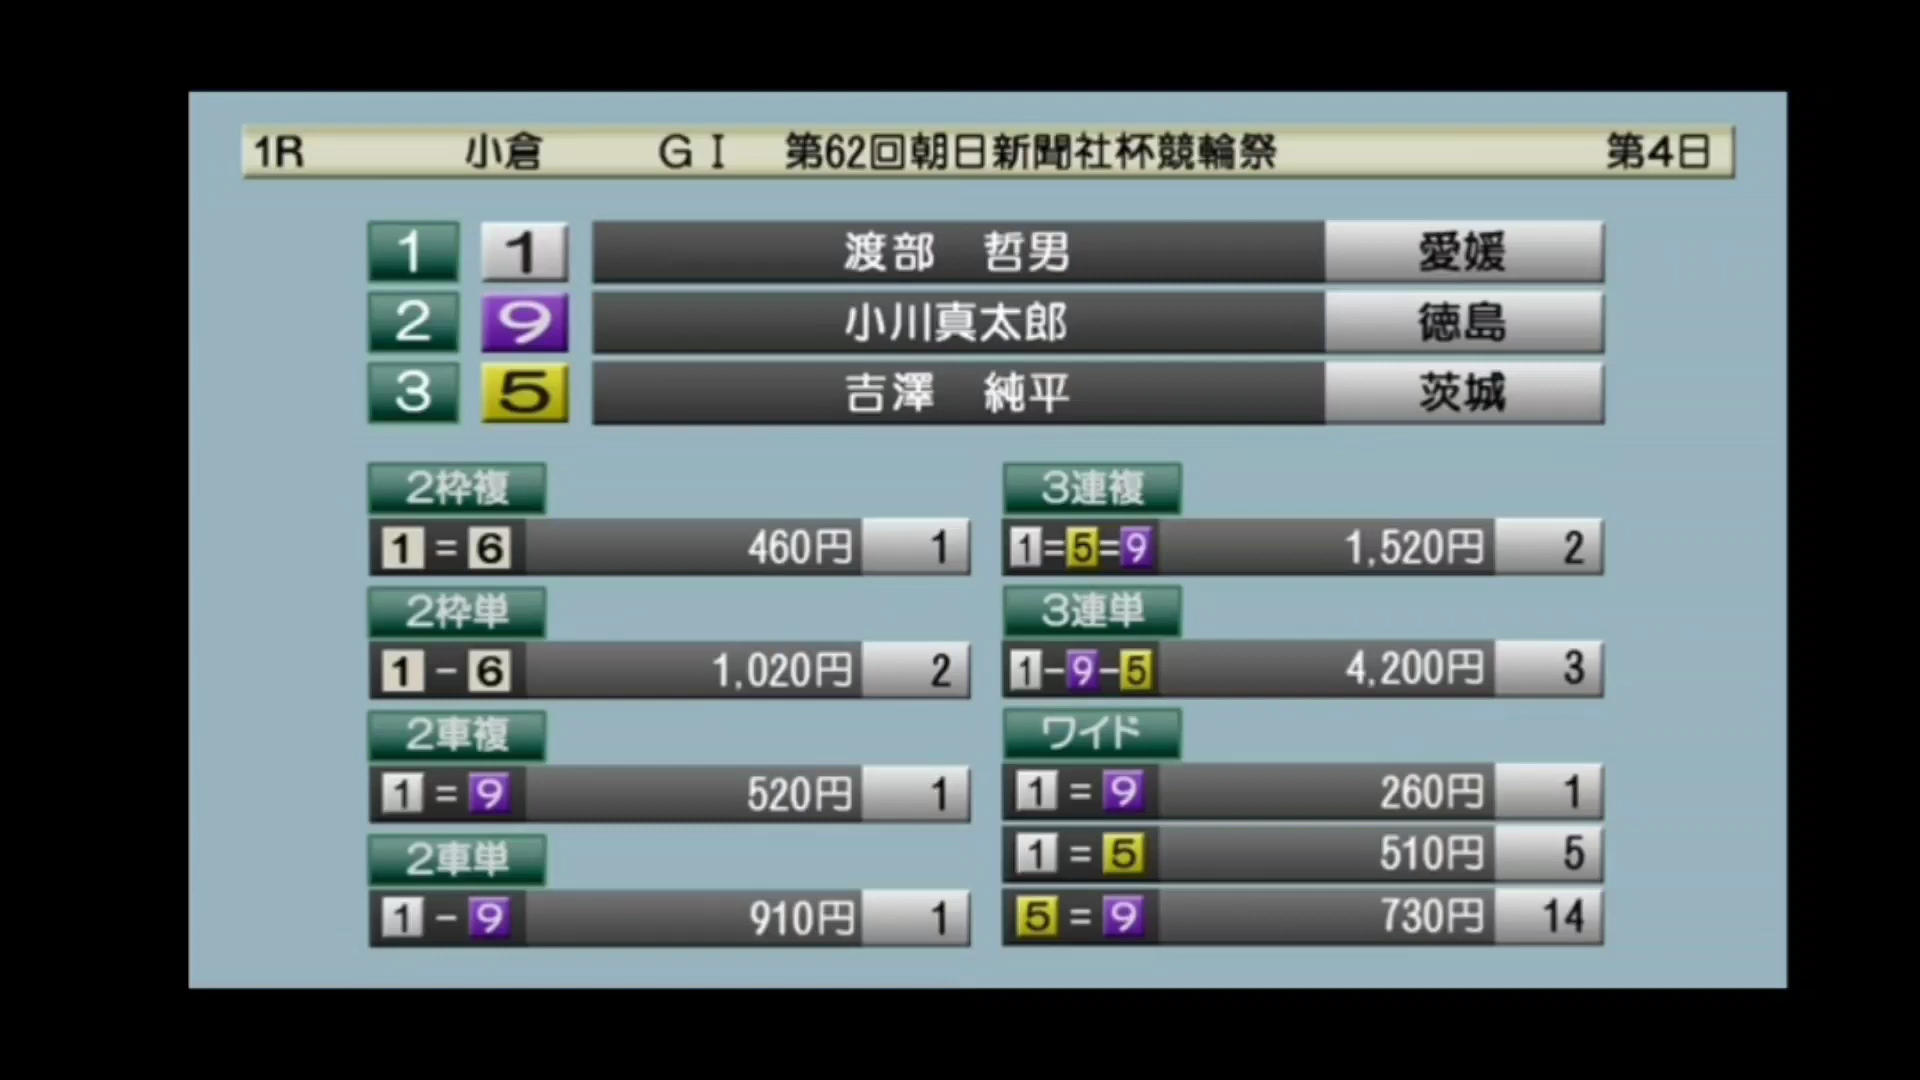 1R 小倉 GⅠ 第62回朝日新聞社杯競輪祭 第4日
1 1 渡部 哲男 愛媛
2 9 小川真太郎 徳島
3 5 吉澤 純平 茨城
2枠複
1=6 460円 1
2枠単
1-6 1,020円 2
2車複
1=9 520円 1
2車単
1-9 910円 1
3連複
1=5=9 1,520円 2
3連単
1-9-5 4,200円 3
ワイド
1=9 260円 1
1=5 510円 5
5=9 730円 14